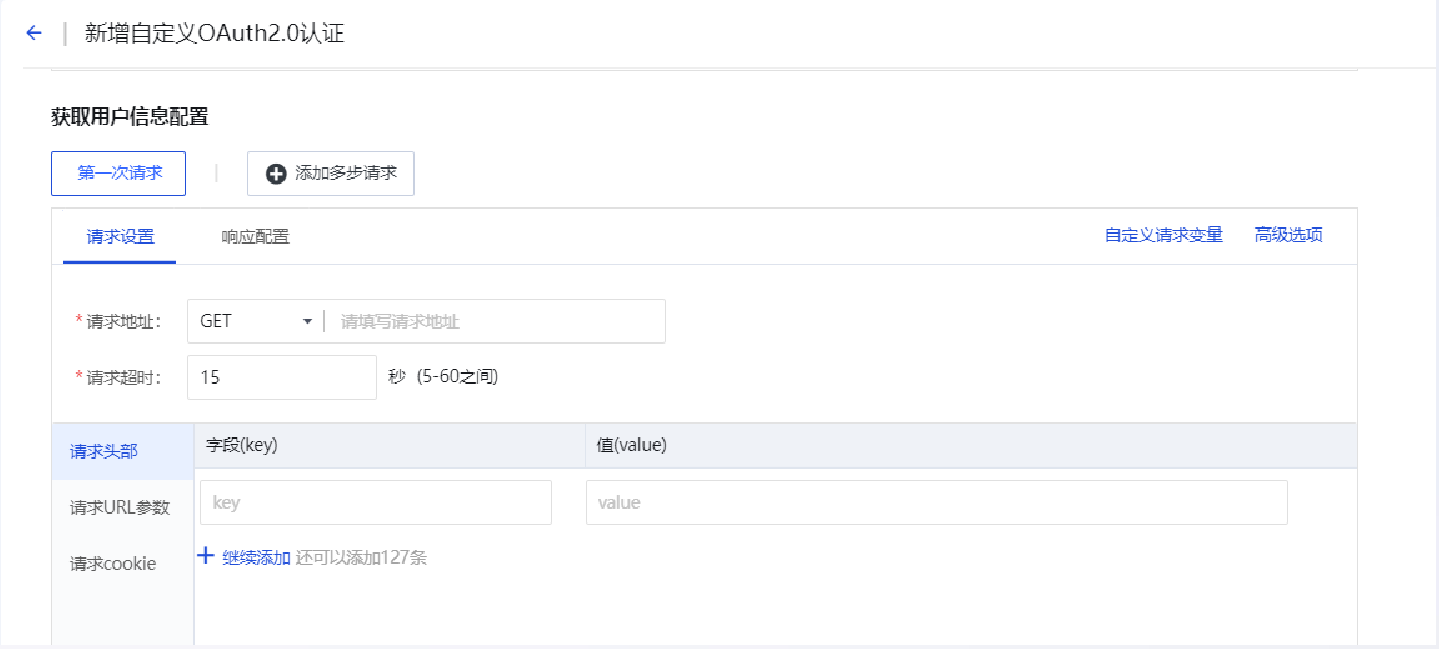 新增自定义OAuth2.0认证
获取用户信息配置
第一次请求
添加多步请求
请求设置 响应配置 自定义请求变量 高级选项
*请求地址： GET 请填写请求地址
*请求超时： 15 秒 (5-60之间)
请求头部 字段(key) 值(value)
key value
请求URL参数
继续添加 还可以添加127条
请求cookie